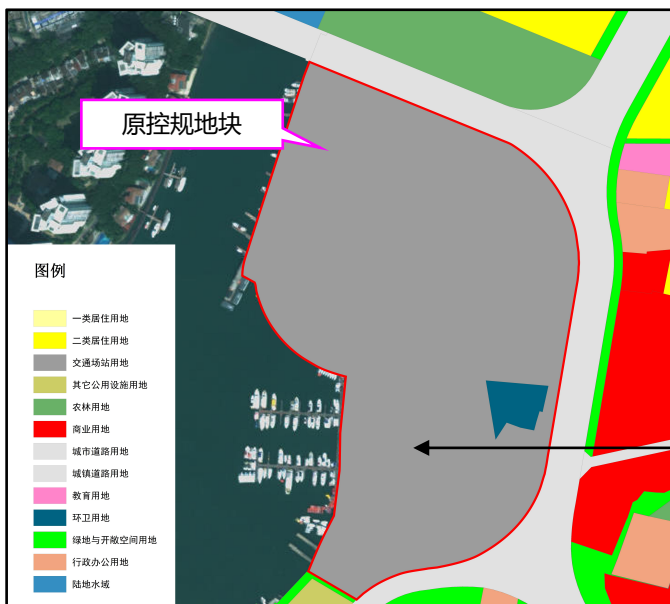 原控规地块
图例
一类居住用地
二类居住用地
交通场站用地
其它公用设施用地
农林用地
商业用地
城市道路用地
城镇道路用地
教育用地
环卫用地
绿地与开敞空间用地
行政办公用地
陆地水域